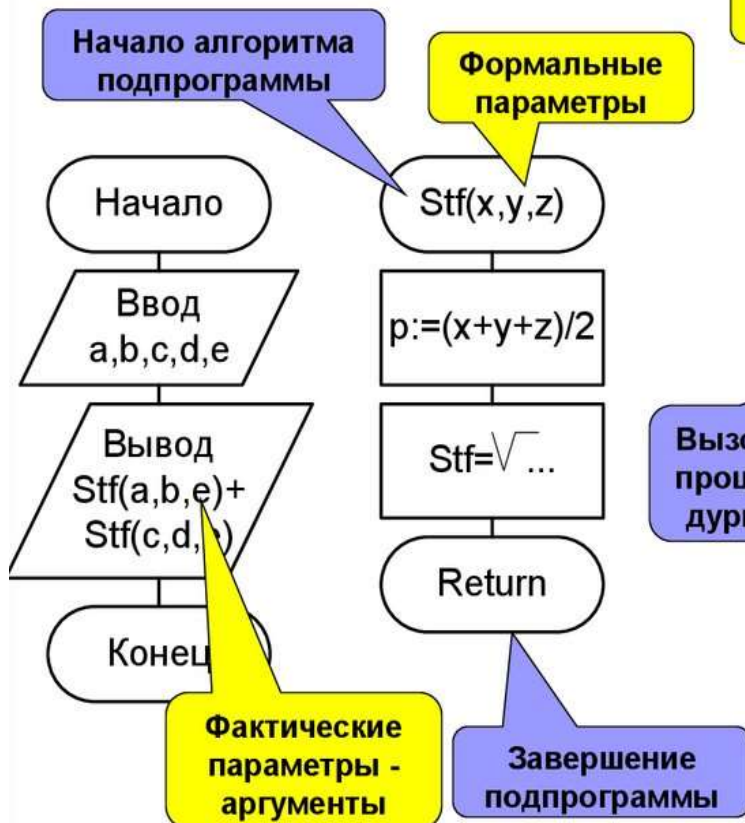 Начало алгоритма
подпрограммы
Формальные
параметры
Начало
Ввод
a,b,c,d,e
Вывод
Stf(a,b,e)+
Конец
Stf(x,y,z)
p:=(x+y+z)/2
Stf=√...
Return
Фактические
параметры -
аргументы
Завершение
подпрограммы